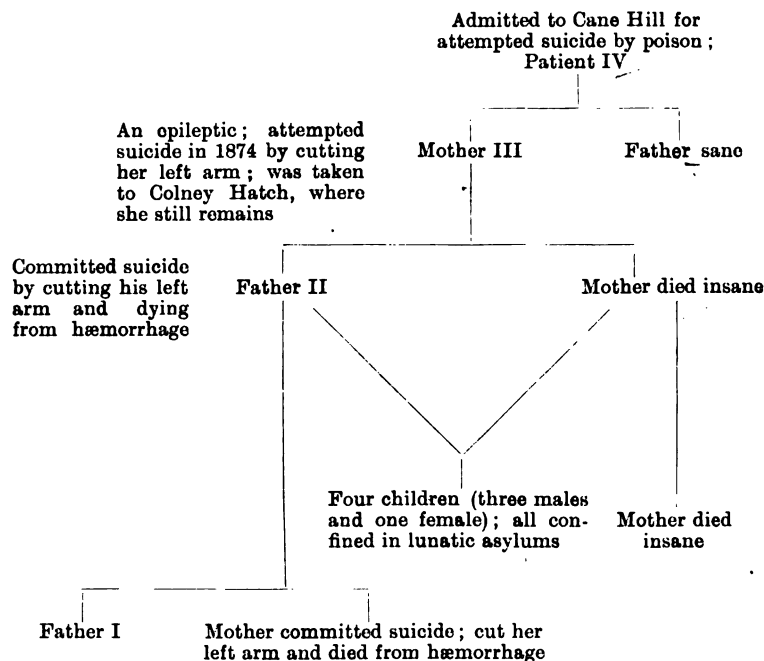 Admitted to Cane Hill for
attempted suicide by poison ;
Patient IV
An epileptic ; attempted
suicide in 1874 by cutting
her left arm ; was taken
to Colney Hatch, where
she still remains
Mother III
Father sane
Committed suicide
by cutting his left
arm and dying
from hæmorrhage
Father II
Mother died insane
Four children (three males
and one female) ; all con-
fined in lunatic asylums
Mother died
insane
Father I
Mother committed suicide ; cut her
left arm and died from hæmorrhage